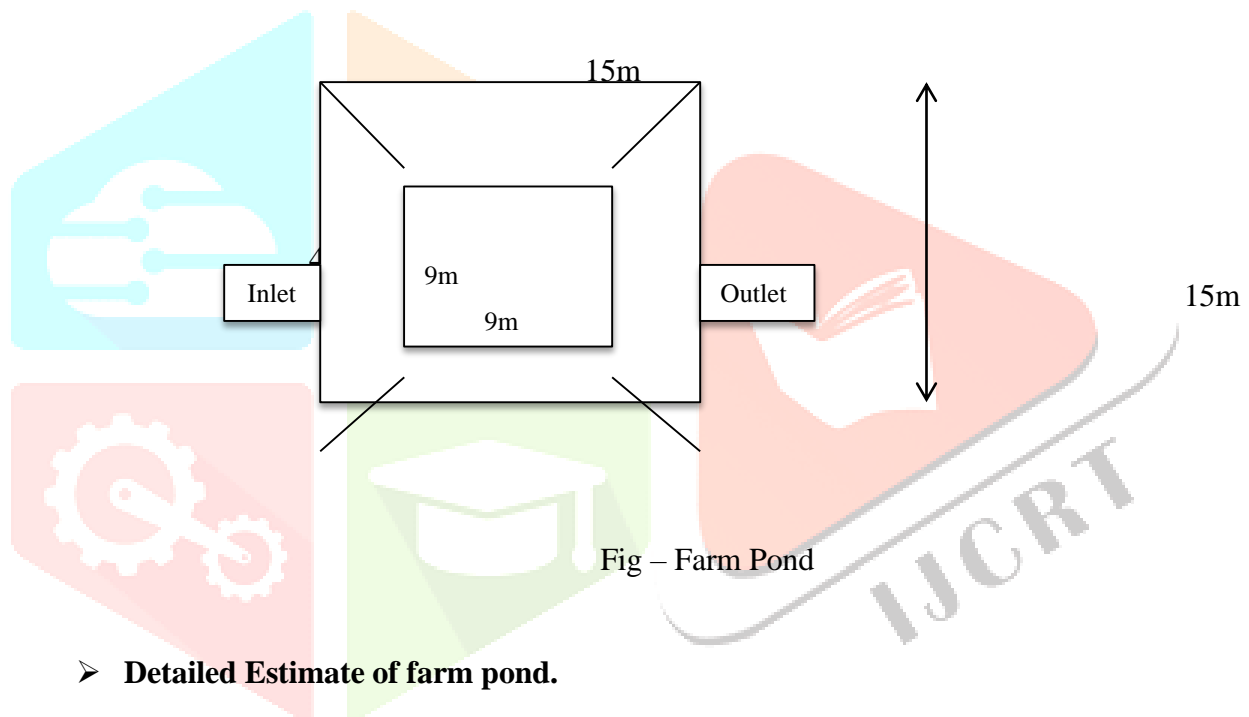 15m
9m
9m
Inlet
Outlet
15m
Fig – Farm Pond
IJCRT
➢ Detailed Estimate of farm pond.